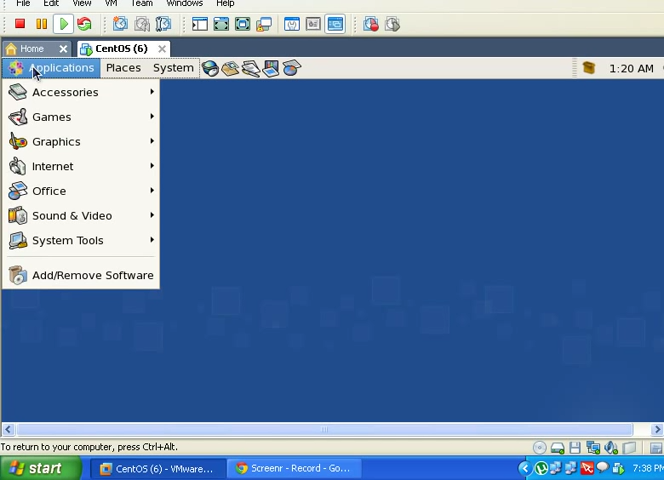 File Edit View VM Team Windows Help
Home CentOS (6)
Applications Places System 1:20 AM
Accessories
Games
Graphics
Internet
Office
Sound & Video
System Tools
Add/Remove Software
To return to your computer, press Ctrl+Alt.
start CentOS (6) - VMware... Screenr - Record - Go... 7:38 PM